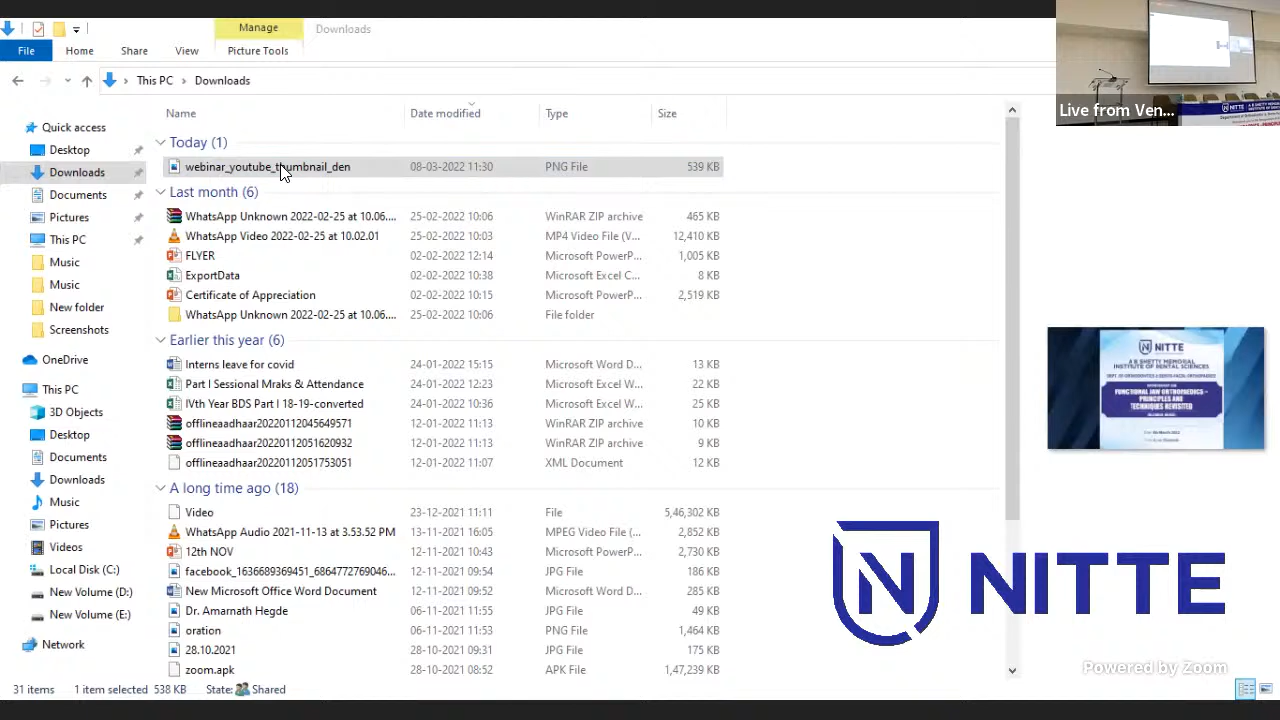 Manage
Downloads
File
Home
Share
View
Picture Tools
This PC
Downloads
Name
Date modified
Type
Size
Quick access
Desktop
Downloads
Documents
Pictures
This PC
Music
Music
New folder
Screenshots
OneDrive
This PC
3D Objects
Desktop
Documents
Downloads
Music
Pictures
Videos
Local Disk (C:)
New Volume (D:)
New Volume (E:)
Network
Today (1)
webinar_youtube_thumbnail_den 08-03-2022 11:30 PNG File 539 KB
Last month (6)
WhatsApp Unknown 2022-02-25 at 10.06.... 25-02-2022 10:06 WinRAR ZIP archive 465 KB
WhatsApp Video 2022-02-25 at 10.02.01 25-02-2022 10:03 MP4 Video File (V... 12,410 KB
FLYER 02-02-2022 12:14 Microsoft PowerP... 1,005 KB
ExportData 02-02-2022 10:38 Microsoft Excel C... 8 KB
Certificate of Appreciation 02-02-2022 10:15 Microsoft PowerP... 2,519 KB
WhatsApp Unknown 2022-02-25 at 10.06.... 25-02-2022 10:06 File folder
Earlier this year (6)
Interns leave for covid 24-01-2022 15:15 Microsoft Word D... 13 KB
Part I Sessional Mraks & Attendance 24-01-2022 12:23 Microsoft Excel W... 22 KB
IVth Year BDS Part I 18-19-converted 24-01-2022 10:36 Microsoft Excel W... 25 KB
offlineaadhaar20220112045649571 12-01-2022 11:13 WinRAR ZIP archive 10 KB
offlineaadhaar20220112051620932 12-01-2022 11:13 WinRAR ZIP archive 9 KB
offlineaadhaar20220112051753051 12-01-2022 11:07 XML Document 12 KB
A long time ago (18)
Video 23-12-2021 11:11 File 5,46,302 KB
WhatsApp Audio 2021-11-13 at 3.53.52 PM 13-11-2021 16:05 MPEG Video File (... 2,852 KB
12th NOV 12-11-2021 10:43 Microsoft PowerP... 2,730 KB
facebook_1636689369451_6864772769046... 12-11-2021 09:54 JPG File 186 KB
New Microsoft Office Word Document 12-11-2021 09:52 Microsoft Word D... 285 KB
Dr. Amarnath Hegde 06-11-2021 11:55 JPG File 49 KB
oration 06-11-2021 11:53 PNG File 1,464 KB
28.10.2021 28-10-2021 09:31 JPG File 175 KB
zoom.apk 28-10-2021 08:52 APK File 1,47,239 KB
31 items 1 item selected 538 KB State: Shared
Live from Ven...
NITTE
NITTE
A B SHETTY MEMORIAL
INSTITUTE OF DENTAL SCIENCES
FUNCTIONAL JAW ORTHOPEDICS -
PRINCIPLES AND
TECHNIQUES REVISITED
N NITTE
Powered by Zoom